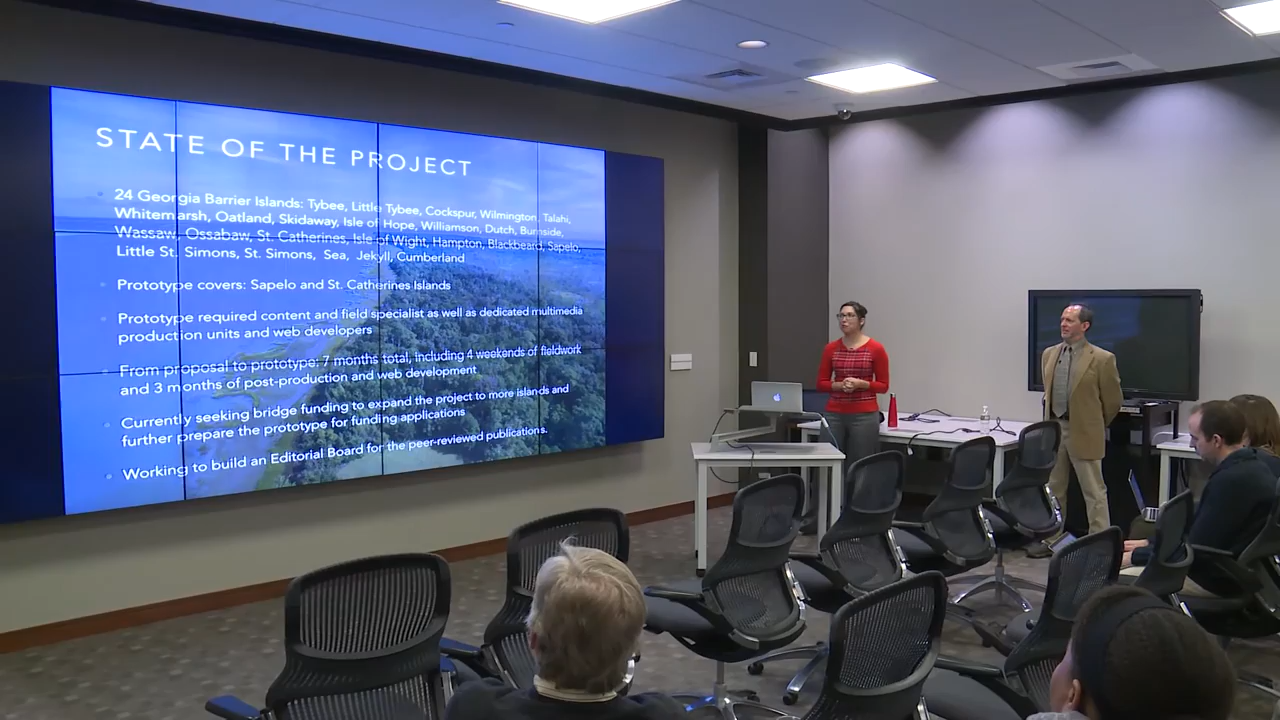 STATE OF THE PROJECT
24 Georgia Barrier Islands: Tybee, Little Tybee, Cockspur, Wilmington, Talahi,
Whitemarsh, Oatland, Skidaway, Isle of Hope, Williamson, Dutch, Burnside,
Wassaw, Ossabaw, St. Catherines, Isle of Wight, Hampton, Blackbeard, Sapelo,
Little St. Simons, St. Simons, Sea, Jekyll, Cumberland
Prototype covers: Sapelo and St. Catherines Islands
Prototype required content and field specialist as well as dedicated multimedia
production units and web developers
From proposal to prototype: 7 months total, including 4 weekends of fieldwork
and 3 months of post-production and web development
Currently seeking bridge funding to expand the project to more islands and
further prepare the prototype for funding applications
Working to build an Editorial Board for the peer-reviewed publications.